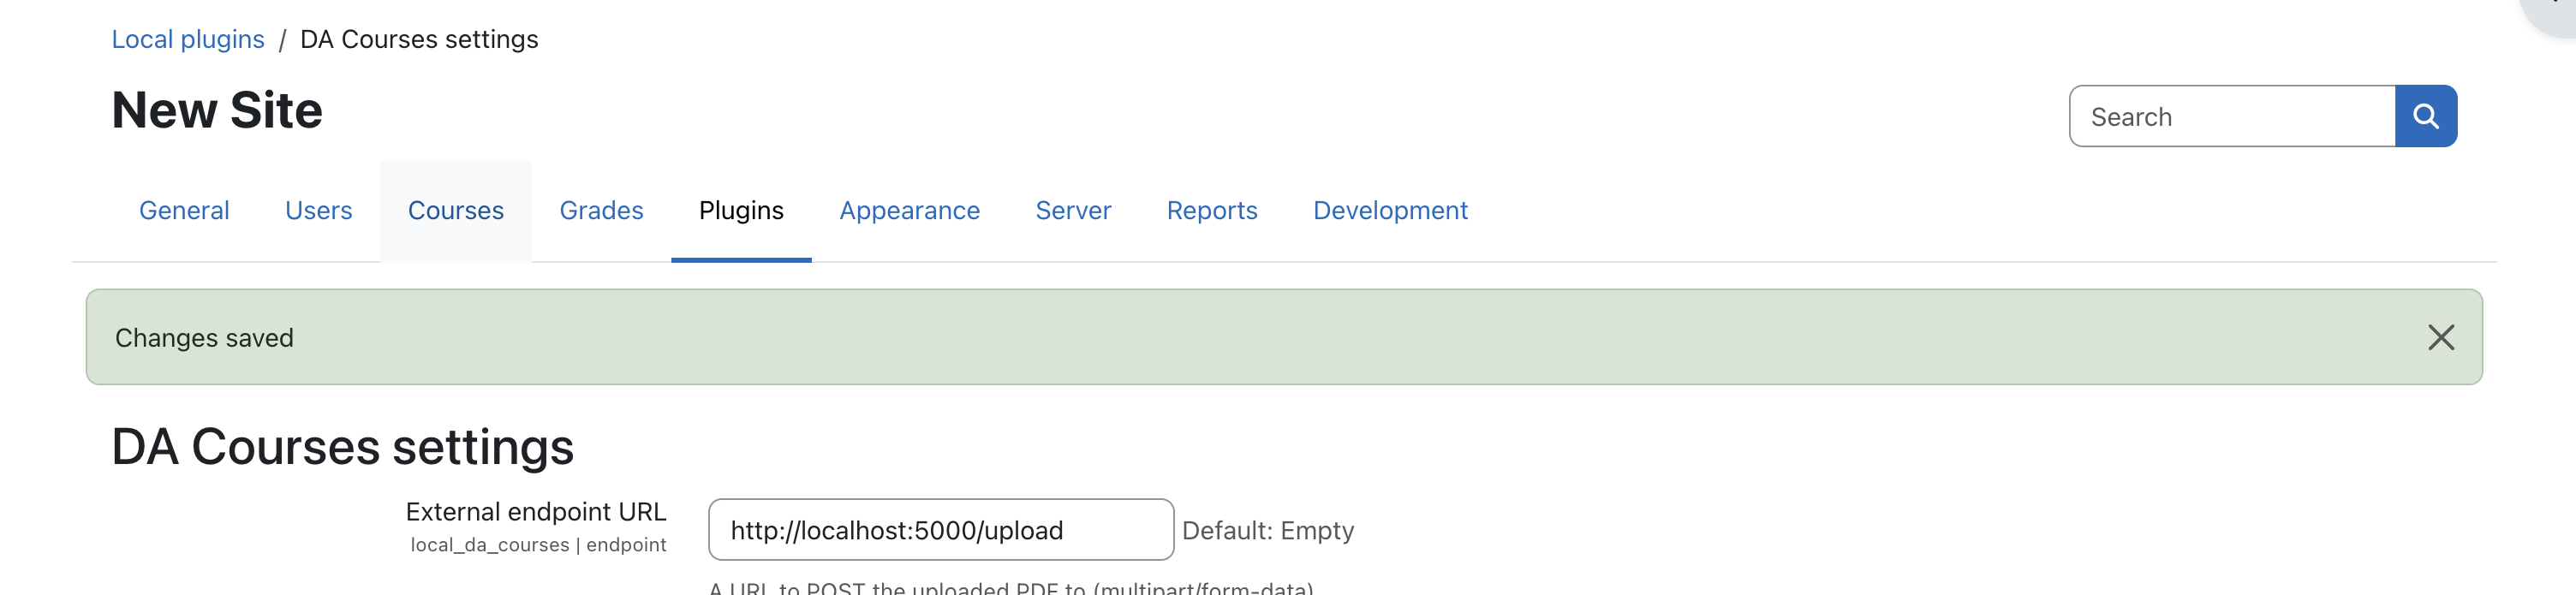 Local plugins / DA Courses settings
New Site
Search
General Users Courses Grades Plugins Appearance Server Reports Development
Changes saved
DA Courses settings
External endpoint URL
http://localhost:5000/upload Default: Empty
local_da_courses | endpoint
A URL to POST the uploaded PDF to (multipart/form-data)